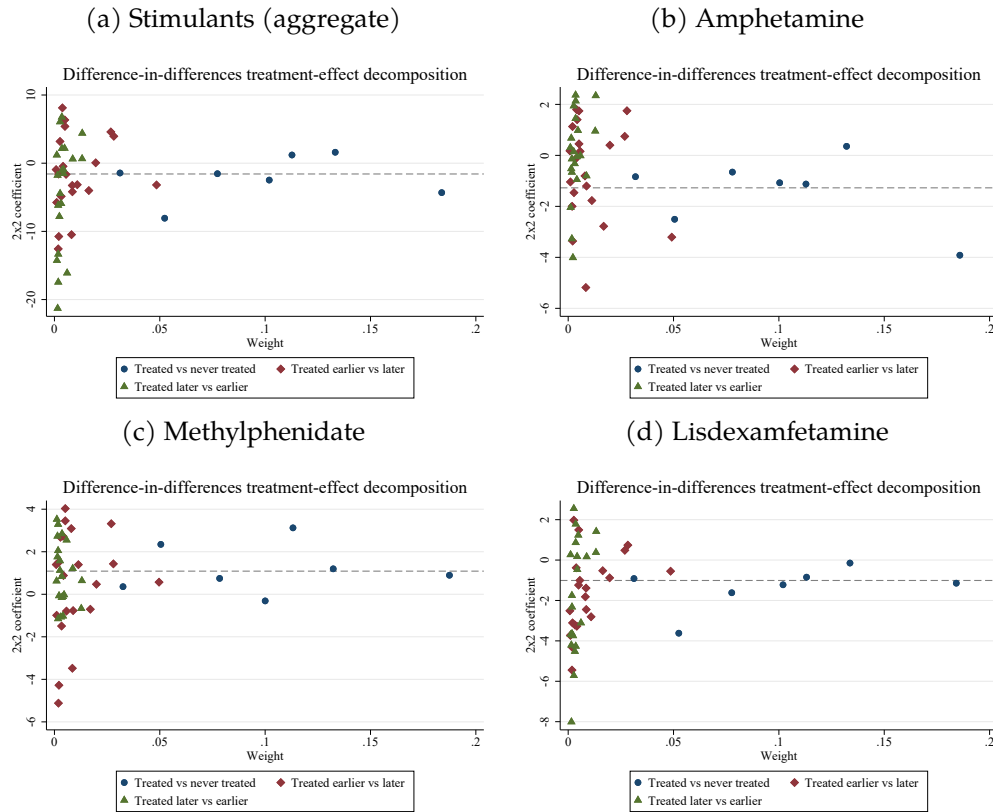 (a) Stimulants (aggregate)
Difference-in-differences treatment-effect decomposition
10
0
-10
-20
2x2 coefficient
0
.05
.1
.15
.2
Weight
Treated vs never treated
Treated earlier vs later
Treated later vs earlier
(b) Amphetamine
Difference-in-differences treatment-effect decomposition
2
0
-2
-4
-6
2x2 coefficient
0
.05
.1
.15
.2
Weight
Treated vs never treated
Treated earlier vs later
Treated later vs earlier
(c) Methylphenidate
Difference-in-differences treatment-effect decomposition
4
2
0
-2
-4
-6
2x2 coefficient
0
.05
.1
.15
.2
Weight
Treated vs never treated
Treated earlier vs later
Treated later vs earlier
(d) Lisdexamfetamine
Difference-in-differences treatment-effect decomposition
2
0
-2
-4
-6
-8
2x2 coefficient
0
.05
.1
.15
.2
Weight
Treated vs never treated
Treated earlier vs later
Treated later vs earlier